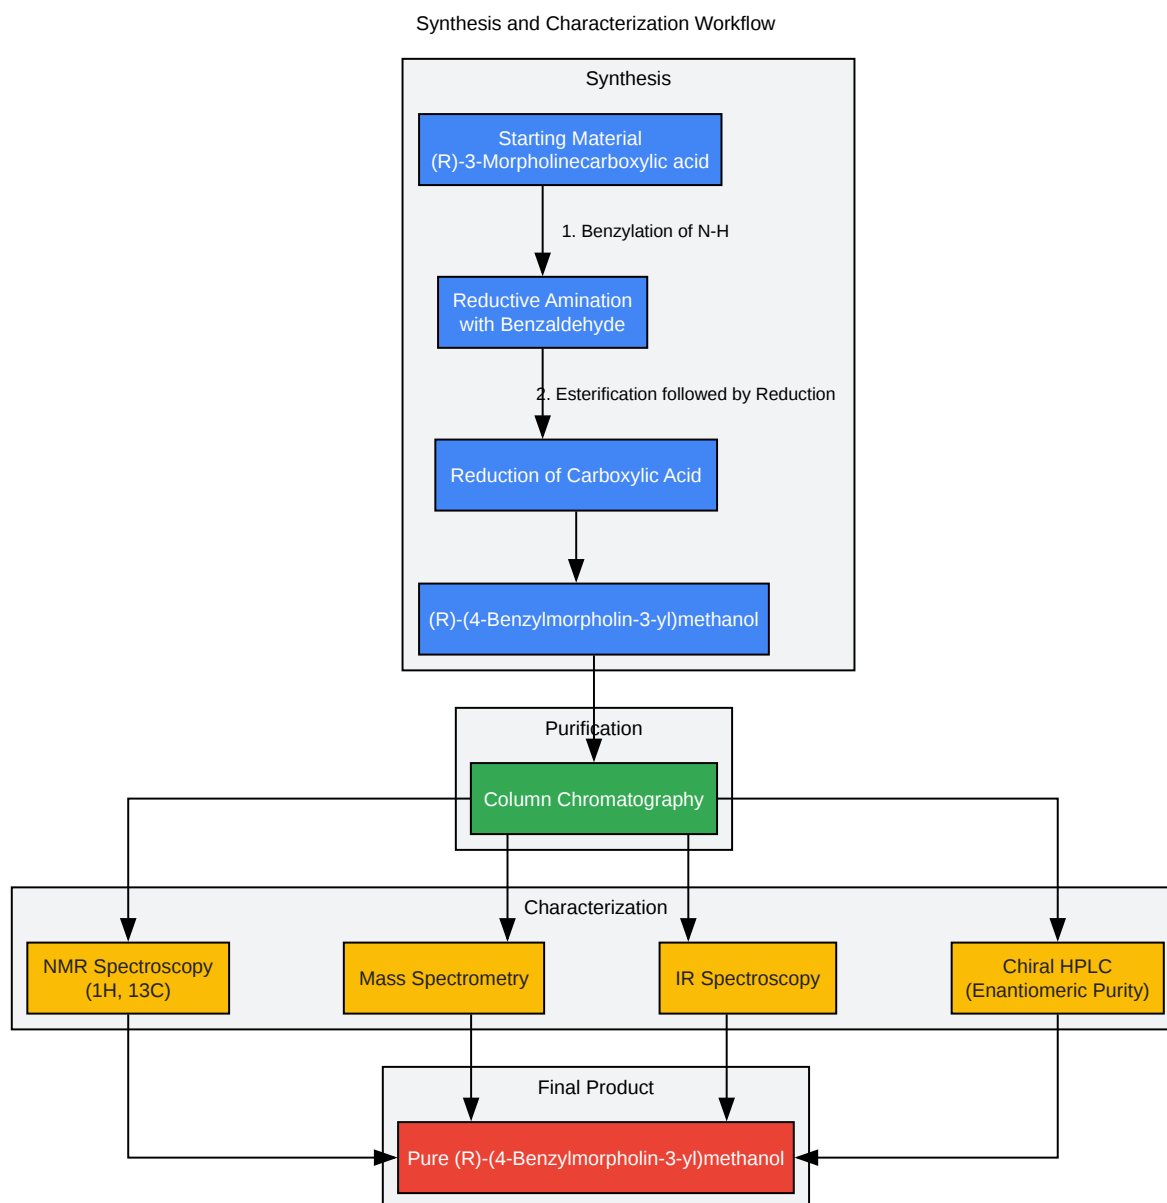 Synthesis and Characterization Workflow
Synthesis
Starting Material
(R)-3-Morpholinecarboxylic acid
1. Benzylation of N-H
Reductive Amination
with Benzaldehyde
2. Esterification followed by Reduction
Reduction of Carboxylic Acid
(R)-(4-Benzylmorpholin-3-yl)methanol
Purification
Column Chromatography
Characterization
NMR Spectroscopy
(1H, 13C)
Mass Spectrometry
IR Spectroscopy
Chiral HPLC
(Enantiomeric Purity)
Final Product
Pure (R)-(4-Benzylmorpholin-3-yl)methanol